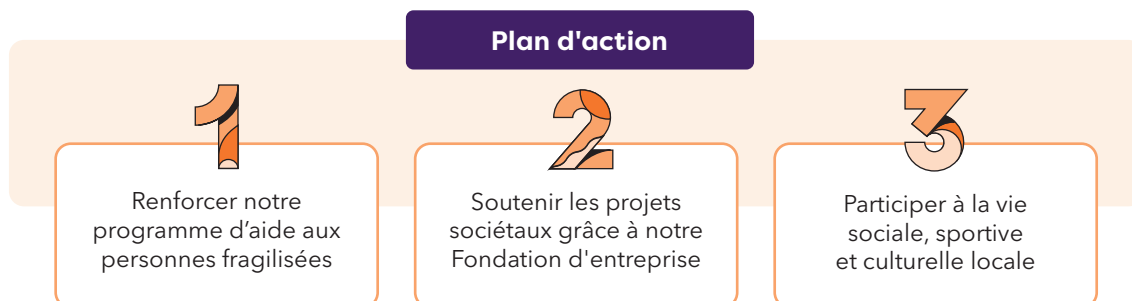 Plan d'action
1
Renforcer notre
programme d’aide aux
personnes fragilisées
2
Soutenir les projets
sociétaux grâce à notre
Fondation d'entreprise
3
Participer à la vie
sociale, sportive
et culturelle locale